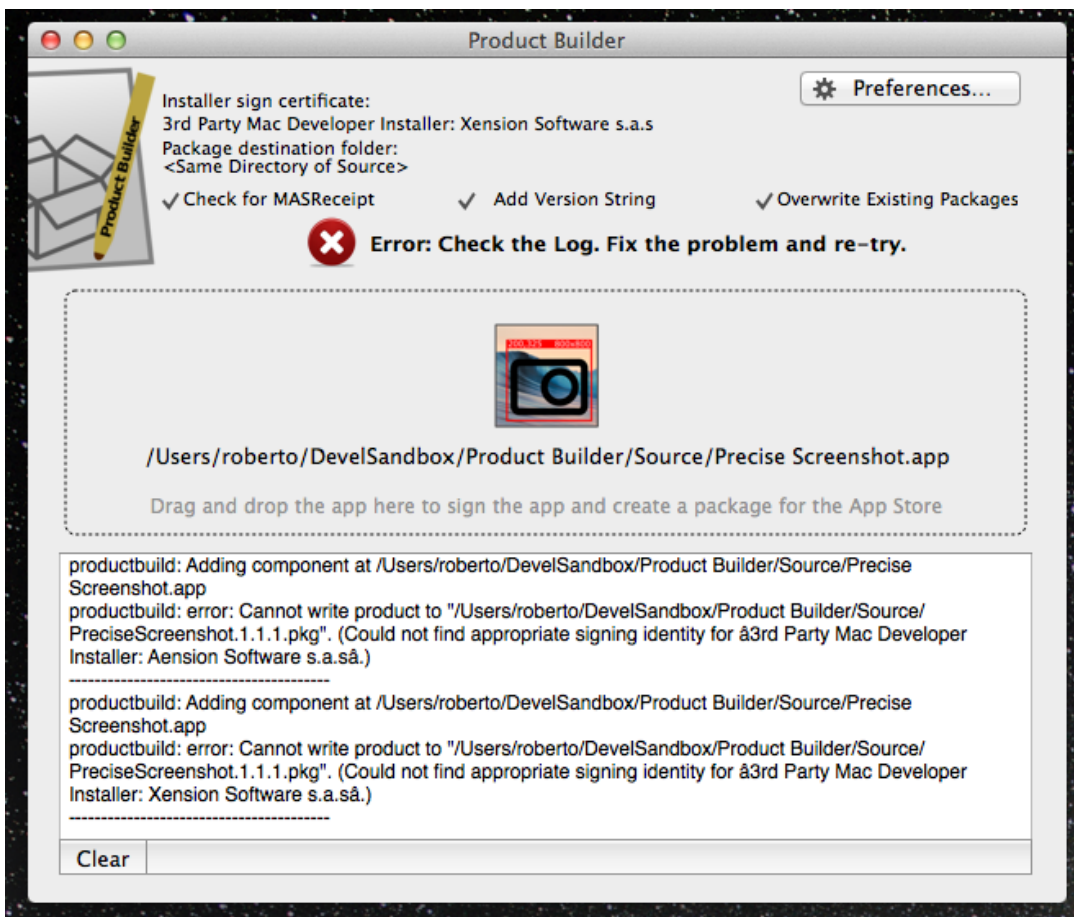 Product Builder
Preferences...
Installer sign certificate:
3rd Party Mac Developer Installer: Xension Software s.a.s
Package destination folder:
<Same Directory of Source>
Product Builder
Check for MASReceipt
Add Version String
Overwrite Existing Packages
Error: Check the Log. Fix the problem and re-try.
200,325 800x800
/Users/roberto/DevelSandbox/Product Builder/Source/Precise Screenshot.app
Drag and drop the app here to sign the app and create a package for the App Store
productbuild: Adding component at /Users/roberto/DevelSandbox/Product Builder/Source/Precise
Screenshot.app
productbuild: error: Cannot write product to "/Users/roberto/DevelSandbox/Product Builder/Source/
PreciseScreenshot.1.1.1.pkg". (Could not find appropriate signing identity for â3rd Party Mac Developer
Installer: Aension Software s.a.sâ.)
-----------------------------------------
productbuild: Adding component at /Users/roberto/DevelSandbox/Product Builder/Source/Precise
Screenshot.app
productbuild: error: Cannot write product to "/Users/roberto/DevelSandbox/Product Builder/Source/
PreciseScreenshot.1.1.1.pkg". (Could not find appropriate signing identity for â3rd Party Mac Developer
Installer: Xension Software s.a.sâ.)
-----------------------------------------
Clear